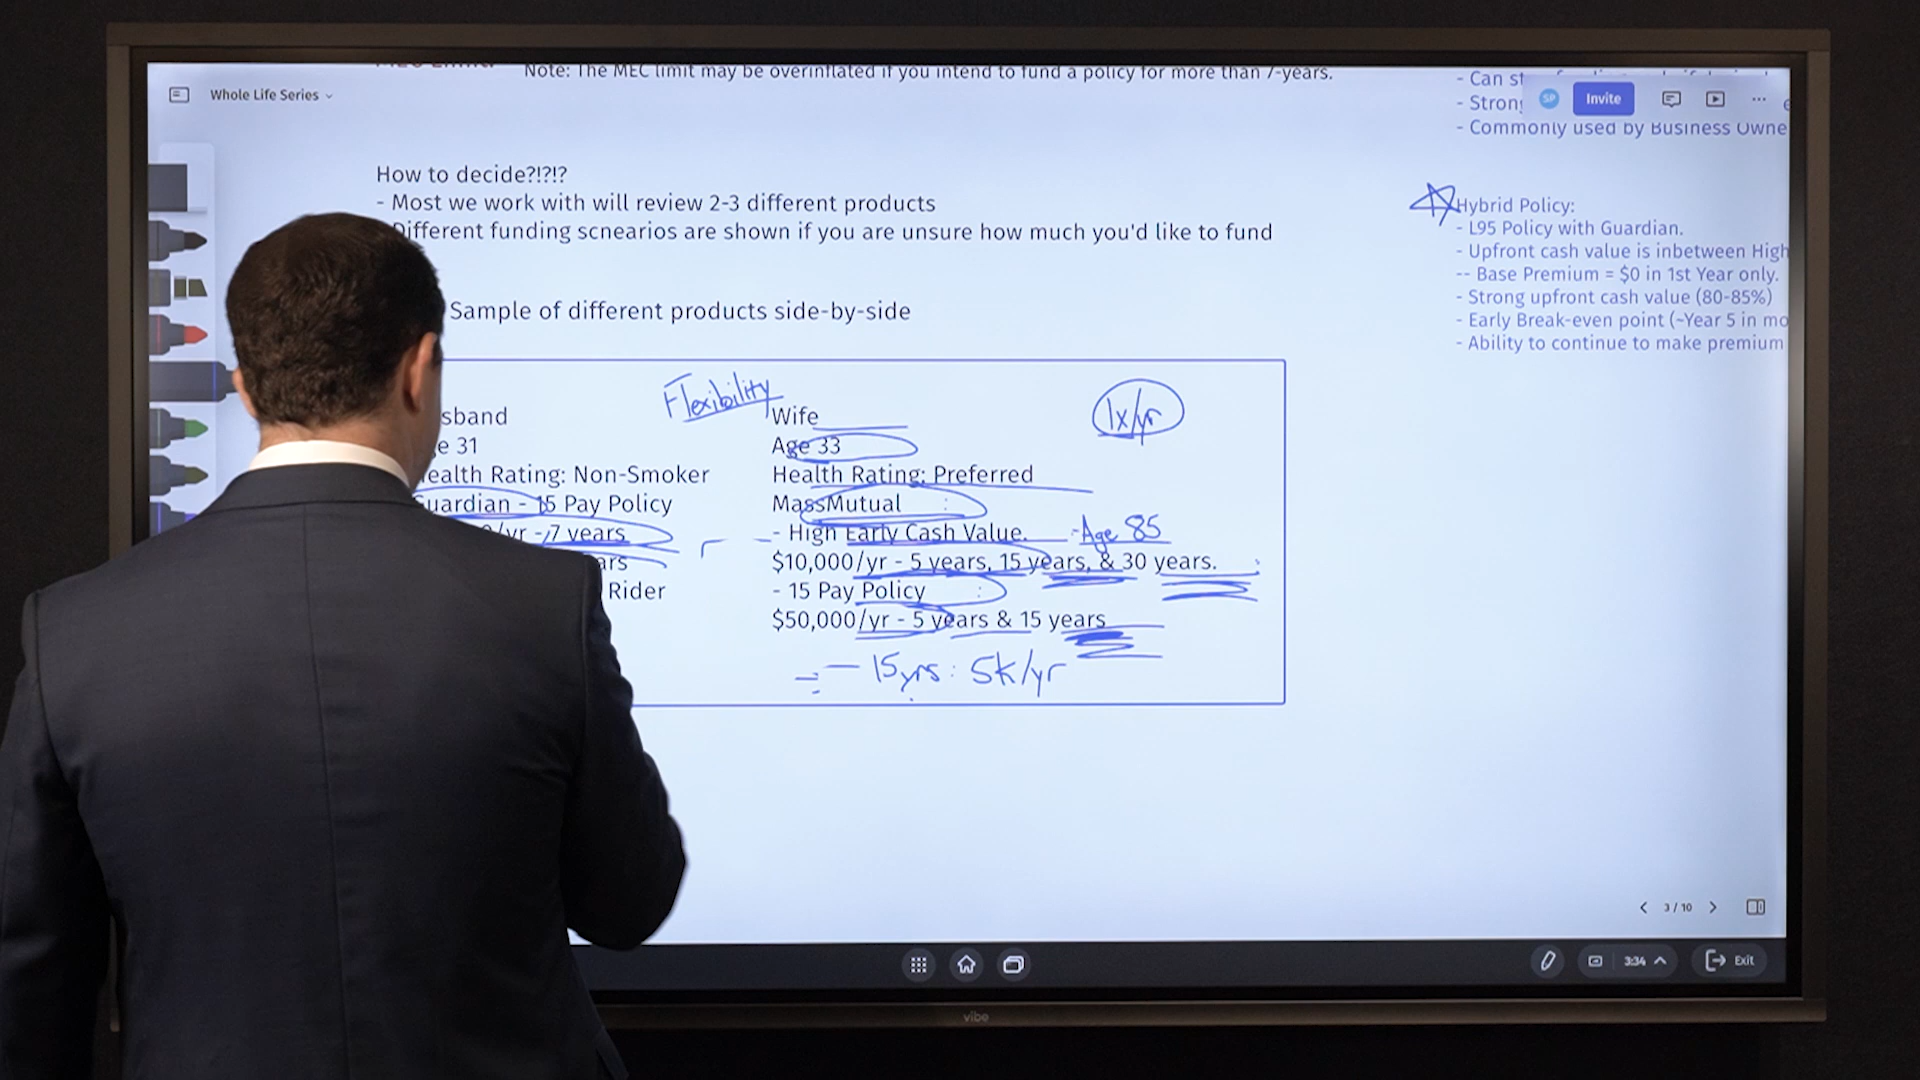 Note: The MEC limit may be overinflated if you intend to fund a policy for more than 7-years.
Whole Life Series
- Can
- Strong
- Commonly used by Business Owne
SP
Invite
How to decide?!?!?
- Most we work with will review 2-3 different products
Different funding scnearios are shown if you are unsure how much you'd like to fund
Sample of different products side-by-side
Hybrid Policy:
- L95 Policy with Guardian.
- Upfront cash value is inbetween High
-- Base Premium = $0 in 1st Year only.
- Strong upfront cash value (80-85%)
- Early Break-even point (~Year 5 in mo
- Ability to continue to make premium
Flexibility
1x/yr
sband
e 31
ealth Rating: Non-Smoker
uardian - 15 Pay Policy
/yr - 7 years
ars
Rider
Wife
Age 33
Health Rating: Preferred
MassMutual
- High Early Cash Value.
- Age 85
$10,000/yr - 5 years, 15 years, & 30 years.
- 15 Pay Policy
$50,000/yr - 5 years & 15 years
- 15yrs: 5k/yr
3 / 10
3:34
Exit
vibe